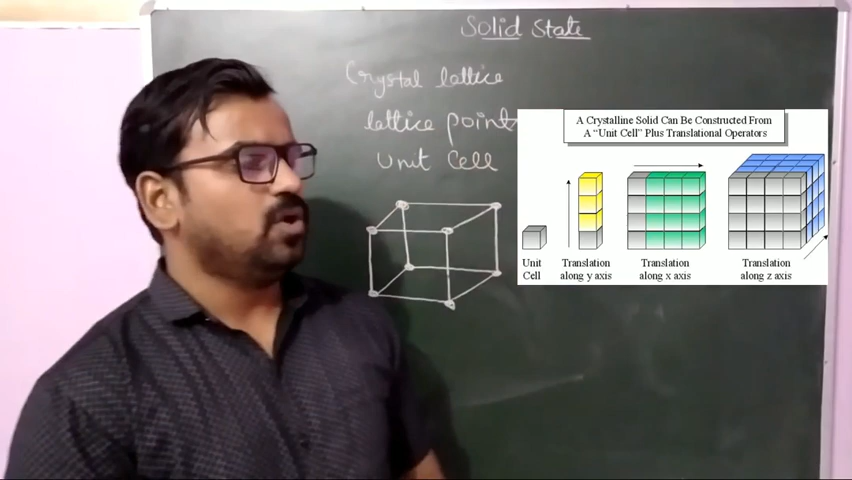 Solid State
Crystal lattice
lattice points
Unit Cell
A Crystalline Solid Can Be Constructed From
A “Unit Cell” Plus Translational Operators
Unit
Cell
Translation
along y axis
Translation
along x axis
Translation
along z axis